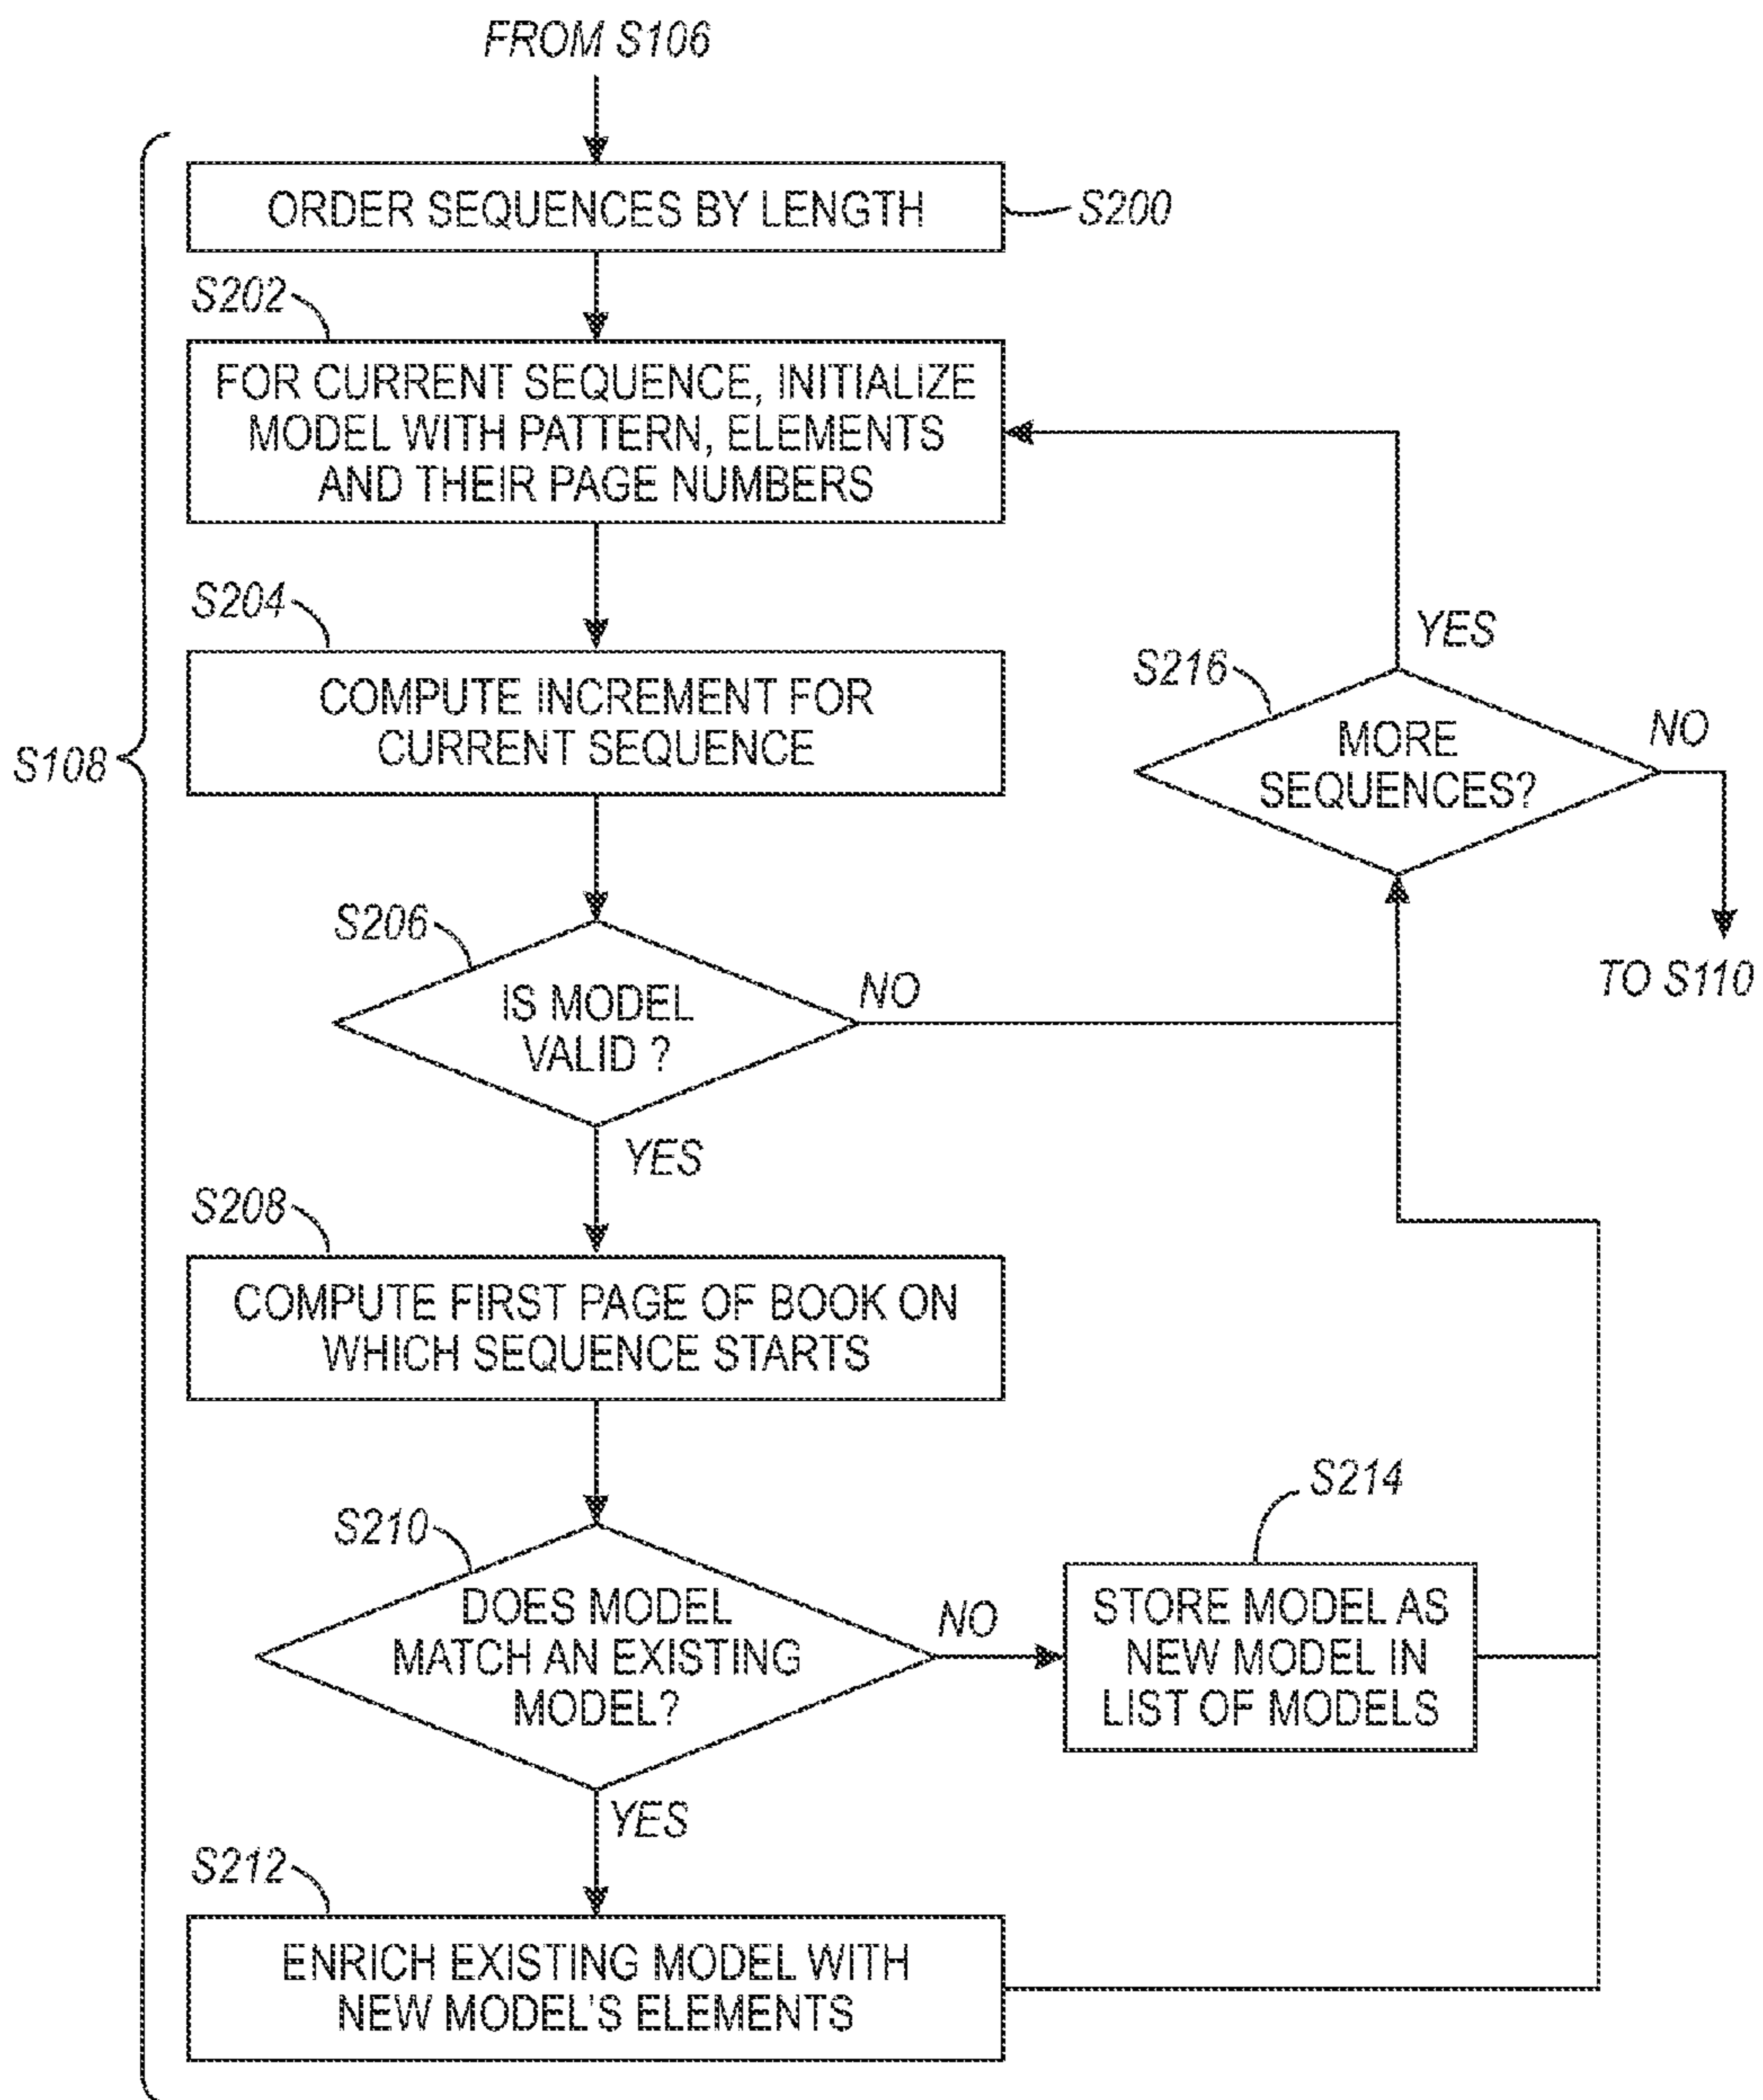 FROM S106
ORDER SEQUENCES BY LENGTH
S200
S202
FOR CURRENT SEQUENCE, INITIALIZE
MODEL WITH PATTERN, ELEMENTS
AND THEIR PAGE NUMBERS
S204
COMPUTE INCREMENT FOR
CURRENT SEQUENCE
S108
YES
S216
MORE
SEQUENCES?
NO
TO S110
S206
IS MODEL
VALID ?
NO
YES
S208
COMPUTE FIRST PAGE OF BOOK ON
WHICH SEQUENCE STARTS
S210
DOES MODEL
MATCH AN EXISTING
MODEL?
NO
S214
STORE MODEL AS
NEW MODEL IN
LIST OF MODELS
YES
S212
ENRICH EXISTING MODEL WITH
NEW MODEL'S ELEMENTS